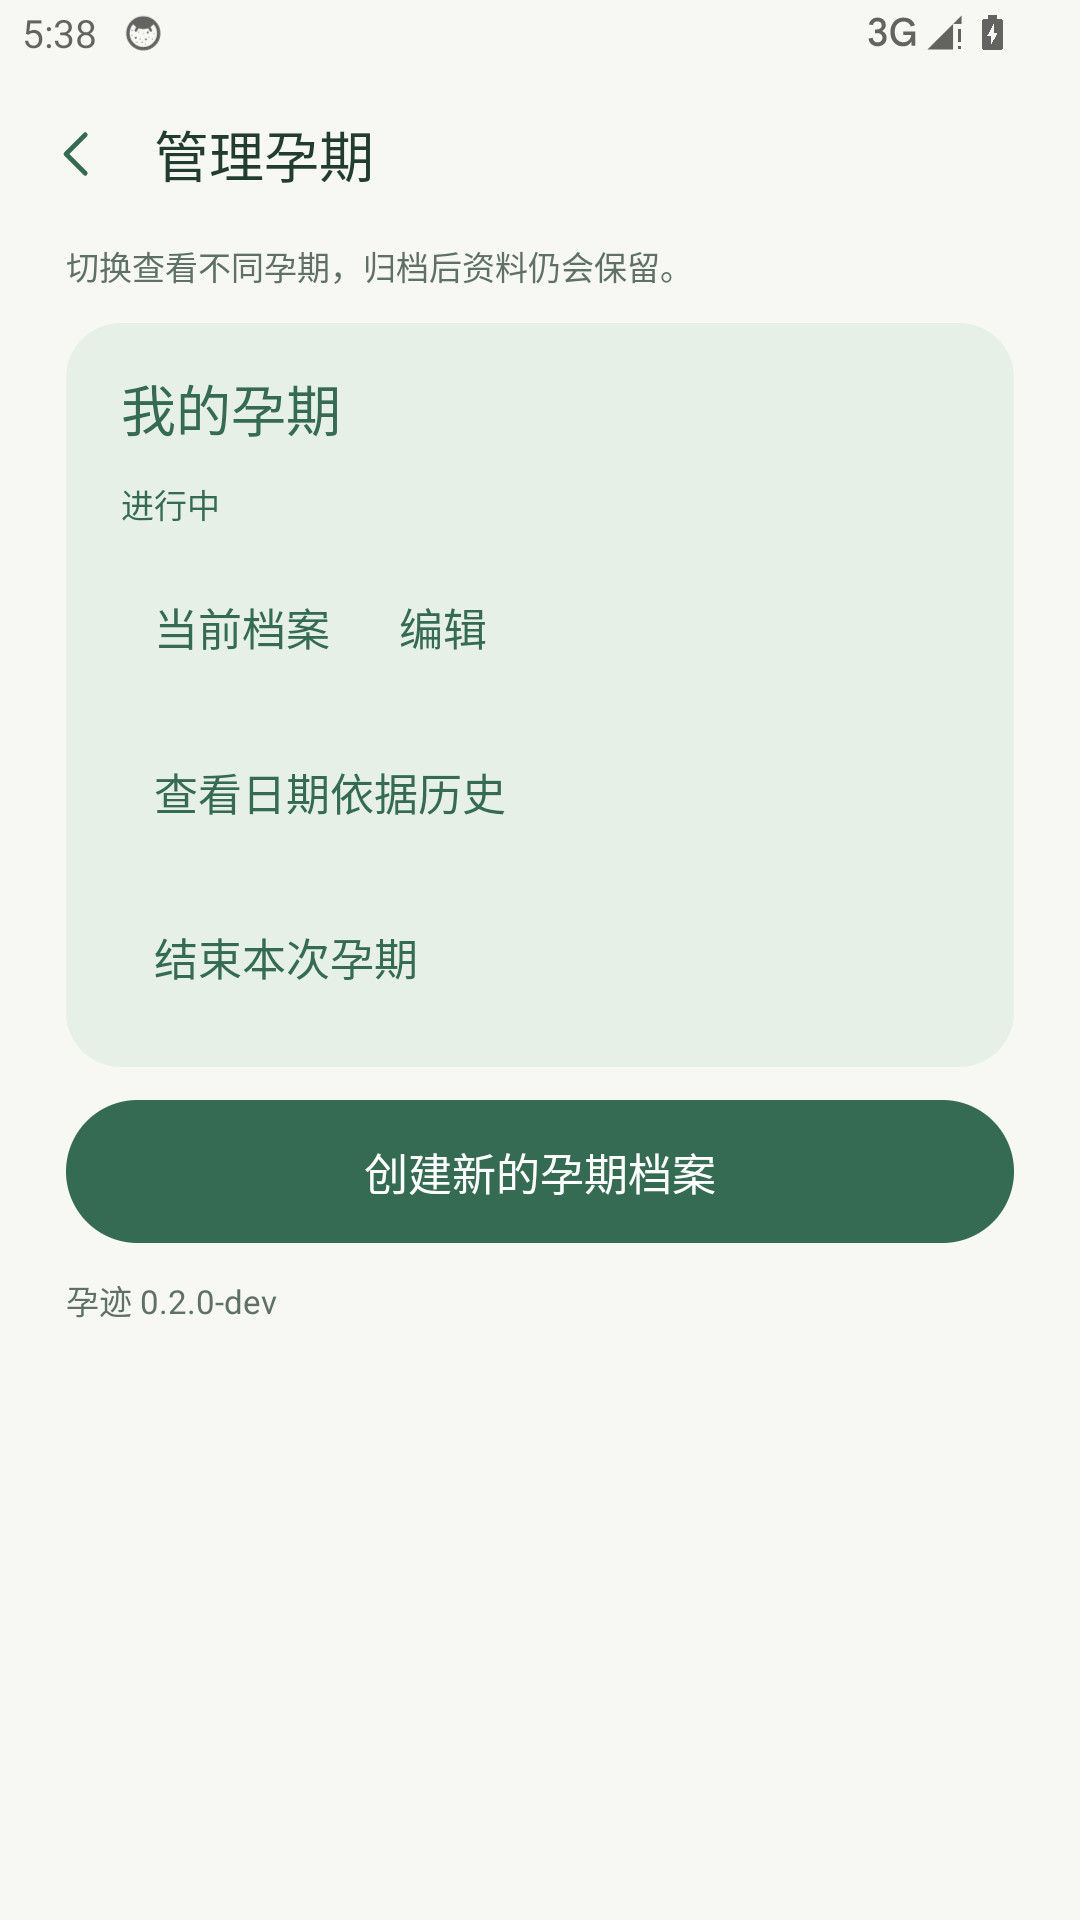 5:38
3G
管理孕期
切换查看不同孕期，归档后资料仍会保留。
我的孕期
进行中
当前档案 编辑
查看日期依据历史
结束本次孕期
创建新的孕期档案
孕迹 0.2.0-dev